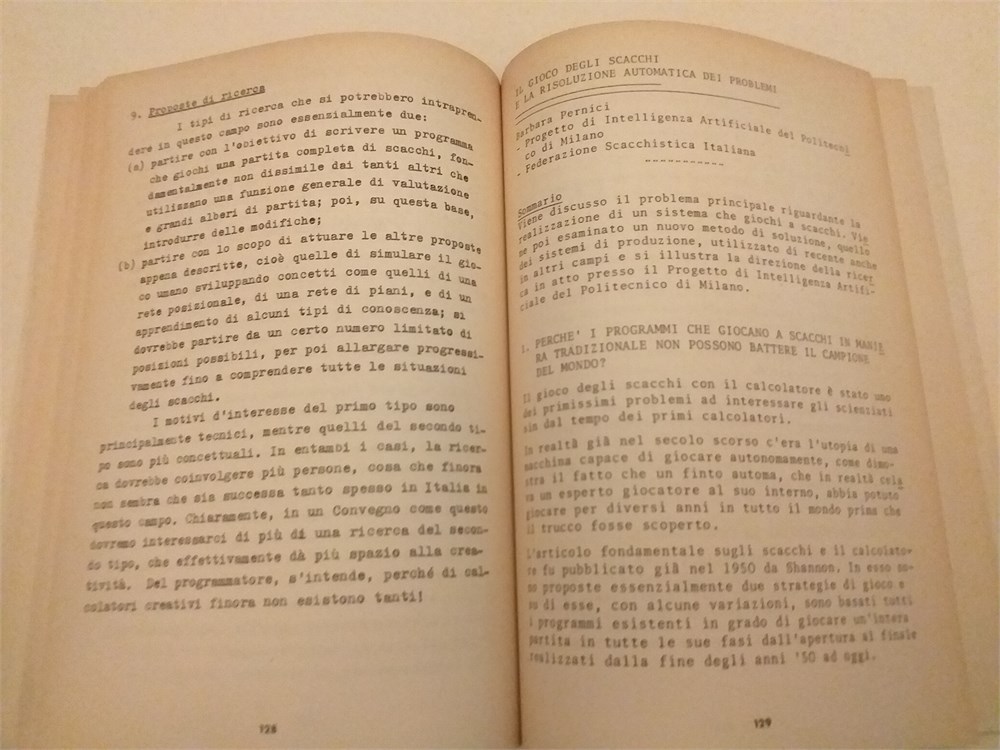 9. Proposte di ricerca
I tipi di ricerca che si potrebbero intrapren-
dere in questo campo sono essenzialmente due:
(a) partire con l'obiettivo di scrivere un programma
che giochi una partita completa di scacchi, fon-
damentalmente non dissimile dai tanti altri che
utilizzano una funzione generale di valutazione
e grandi alberi di partita; poi, su questa base,
introdurre delle modifiche;
(b) partire con lo scopo di attuare le altre proposte
appena descritte, cioè quelle di simulare il gio-
co umano sviluppando concetti come quelli di una
rete posizionale, di una rete di piani, e di un
apprendimento di alcuni tipi di conoscenza; si
dovrebbe partire da un certo numero limitato di
posizioni possibili, per poi allargare progressi-
vamente fino a comprendere tutte le situazioni
degli scacchi.
I motivi d'interesse del primo tipo sono
principalmente tecnici, mentre quelli del secondo ti-
po sono più concettuali. In entambi i casi, la ricer-
ca dovrebbe coinvolgere più persone, cosa che finora
non sembra che sia successa tanto spesso in Italia in
questo campo. Chiaramente, in un Convegno come questo
dovremo interessarci di più di una ricerca del secon-
do tipo, che effettivamente dà più spazio alla crea-
tività. Del programmatore, s'intende, perché di cal-
colatori creativi finora non esistono tanti!
128
IL GIOCO DEGLI SCACCHI
E LA RISOLUZIONE AUTOMATICA DEI PROBLEMI
Barbara Pernici
- Progetto di Intelligenza Artificiale del Politecni
co di Milano
- Federazione Scacchistica Italiana
-----------
Sommario
Viene discusso il problema principale riguardante la
realizzazione di un sistema che giochi a scacchi. Vie
ne poi esaminato un nuovo metodo di soluzione, quello
dei sistemi di produzione, utilizzato di recente anche
in altri campi e si illustra la direzione della ricer
ca in atto presso il Progetto di Intelligenza Artifi-
ciale del Politecnico di Milano.
1. PERCHE' I PROGRAMMI CHE GIOCANO A SCACCHI IN MANIE
RA TRADIZIONALE NON POSSONO BATTERE IL CAMPIONE
DEL MONDO?
Il gioco degli scacchi con il calcolatore è stato uno
dei primissimi problemi ad interessare gli scienziati
sin dal tempo dei primi calcolatori.
In realtà già nel secolo scorso c'era l'utopia di una
macchina capace di giocare autonomamente, come dimo-
stra il fatto che un finto automa, che in realtà cela
va un esperto giocatore al suo interno, abbia potuto
giocare per diversi anni in tutto il mondo prima che
il trucco fosse scoperto.
L'articolo fondamentale sugli scacchi e il calcolato-
re fu pubblicato già nel 1950 da Shannon. In esso so-
no proposte essenzialmente due strategie di gioco e
su di esse, con alcune variazioni, sono basati tutti
i programmi esistenti in grado di giocare un'intera
partita in tutte le sue fasi dall'apertura al finale
realizzati dalla fine degli anni '50 ad oggi.
129